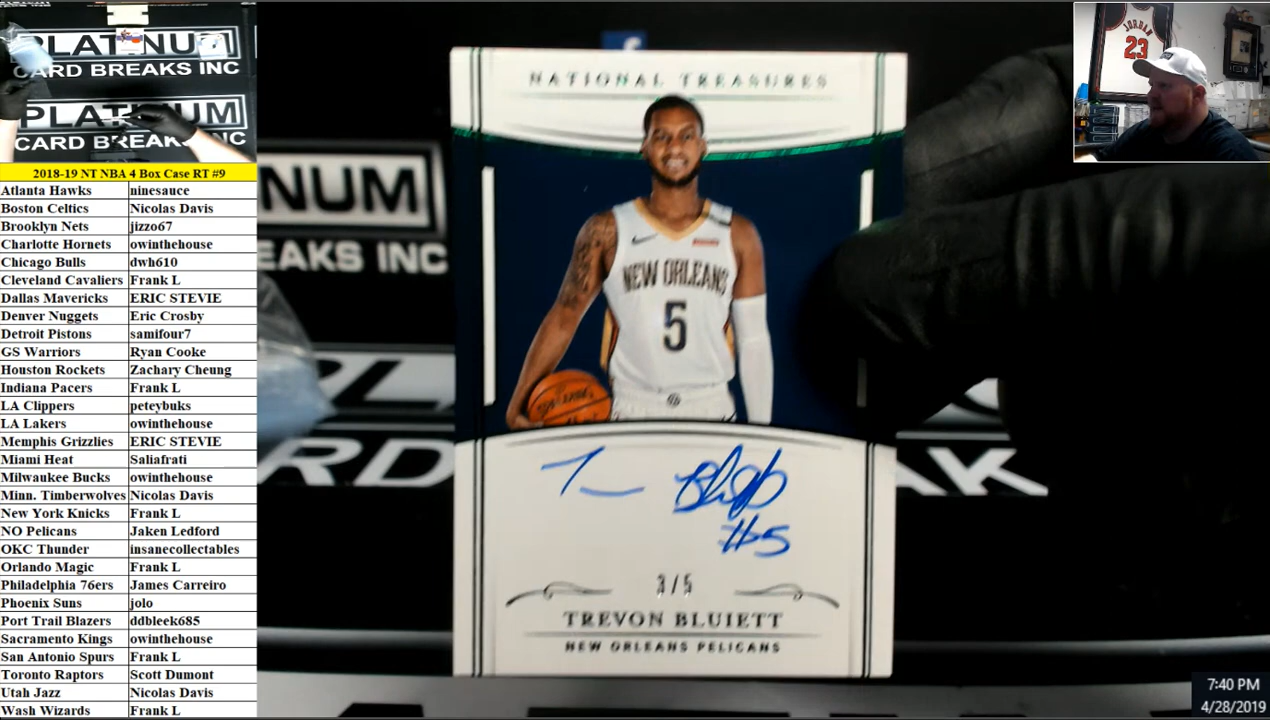 PLATINUM
CARD BREAKS INC
PLATINUM
CARD BREAKS INC
2018-19 NT NBA 4 Box Case RT #9
Atlanta Hawks ninesauce
Boston Celtics Nicolas Davis
Brooklyn Nets jizzo67
Charlotte Hornets owinthehouse
Chicago Bulls dwh610
Cleveland Cavaliers Frank L
Dallas Mavericks ERIC STEVIE
Denver Nuggets Eric Crosby
Detroit Pistons samifour7
GS Warriors Ryan Cooke
Houston Rockets Zachary Cheung
Indiana Pacers Frank L
LA Clippers peteybuks
LA Lakers owinthehouse
Memphis Grizzlies ERIC STEVIE
Miami Heat Saliafrati
Milwaukee Bucks owinthehouse
Minn. Timberwolves Nicolas Davis
New York Knicks Frank L
NO Pelicans Jaken Ledford
OKC Thunder insanecollectables
Orlando Magic Frank L
Philadelphia 76ers James Carreiro
Phoenix Suns jolo
Port Trail Blazers ddbleek685
Sacramento Kings owinthehouse
San Antonio Spurs Frank L
Toronto Raptors Scott Dumont
Utah Jazz Nicolas Davis
Wash Wizards Frank L
NUM
EAKS INC
NATIONAL TREASURES
NEW ORLEANS
5
#5
3/5
TREVON BLUIETT
NEW ORLEANS PELICANS
JORDAN
23
7:40 PM
4/28/2019